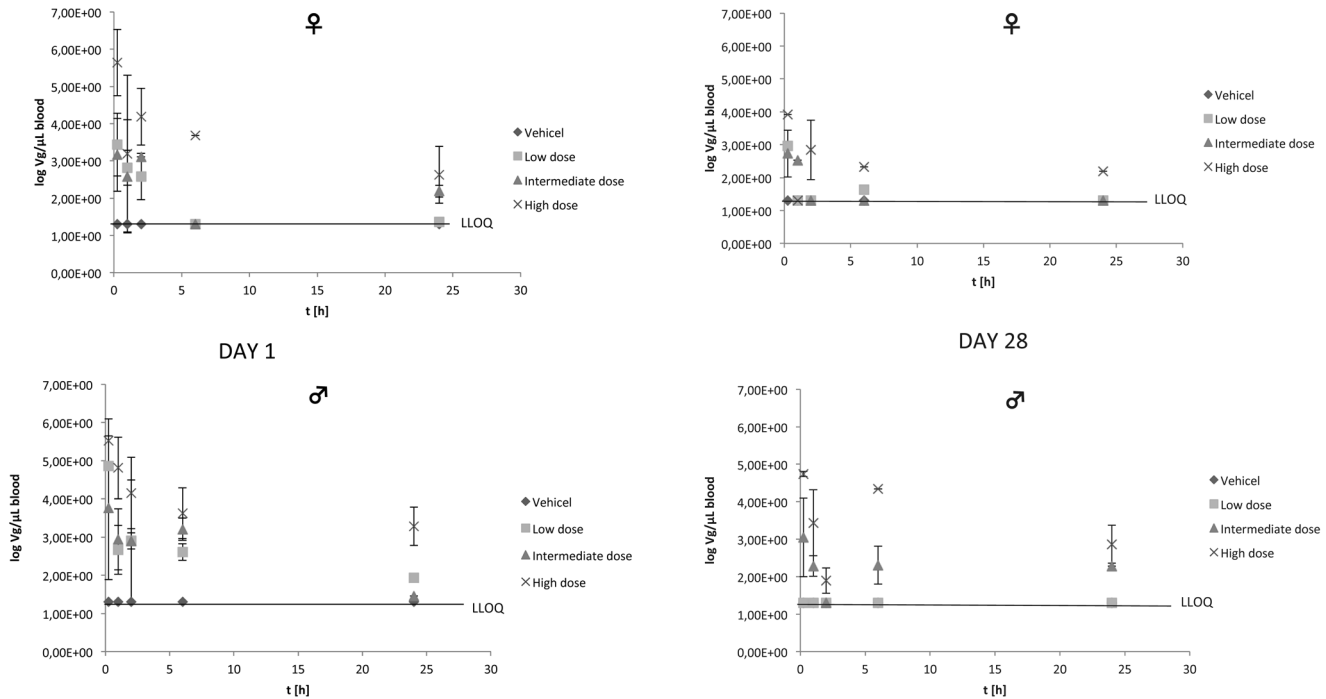 ♀
7,00E+00
6,00E+00
5,00E+00
4,00E+00
3,00E+00
2,00E+00
1,00E+00
0,00E+00
log Vg/µL blood
0 5 10 15 20 25 30
t [h]
LLOQ
Vehicel
Low dose
Intermediate dose
High dose
♀
7,00E+00
6,00E+00
5,00E+00
4,00E+00
3,00E+00
2,00E+00
1,00E+00
0,00E+00
log Vg/µL blood
0 5 10 15 20 25 30
t [h]
LLOQ
Vehicel
Low dose
Intermediate dose
High dose
DAY 1
DAY 28
♂
7,00E+00
6,00E+00
5,00E+00
4,00E+00
3,00E+00
2,00E+00
1,00E+00
0,00E+00
log Vg/µL blood
0 5 10 15 20 25 30
t [h]
LLOQ
Vehicel
Low dose
Intermediate dose
High dose
♂
7,00E+00
6,00E+00
5,00E+00
4,00E+00
3,00E+00
2,00E+00
1,00E+00
0,00E+00
log Vg/µL blood
0 5 10 15 20 25 30
t [h]
LLOQ
Vehicel
Low dose
Intermediate dose
High dose